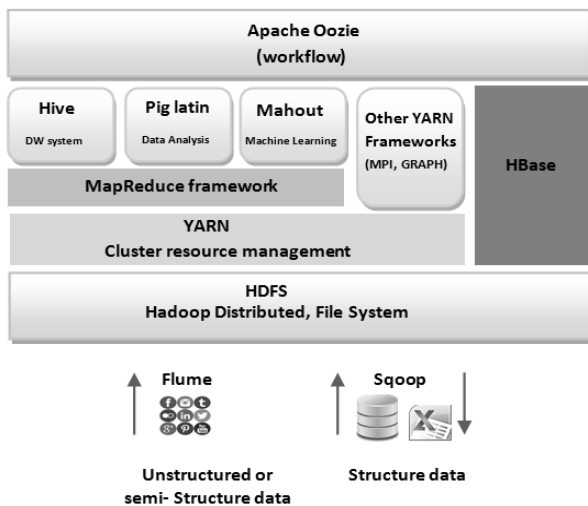 Apache Oozie
(workflow)
Hive
DW system
Pig latin
Data Analysis
Mahout
Machine Learning
Other YARN
Frameworks
(MPI, GRAPH)
HBase
MapReduce framework
YARN
Cluster resource management
HDFS
Hadoop Distributed, File System
Flume
Sqoop
Unstructured or
semi- Structure data
Structure data